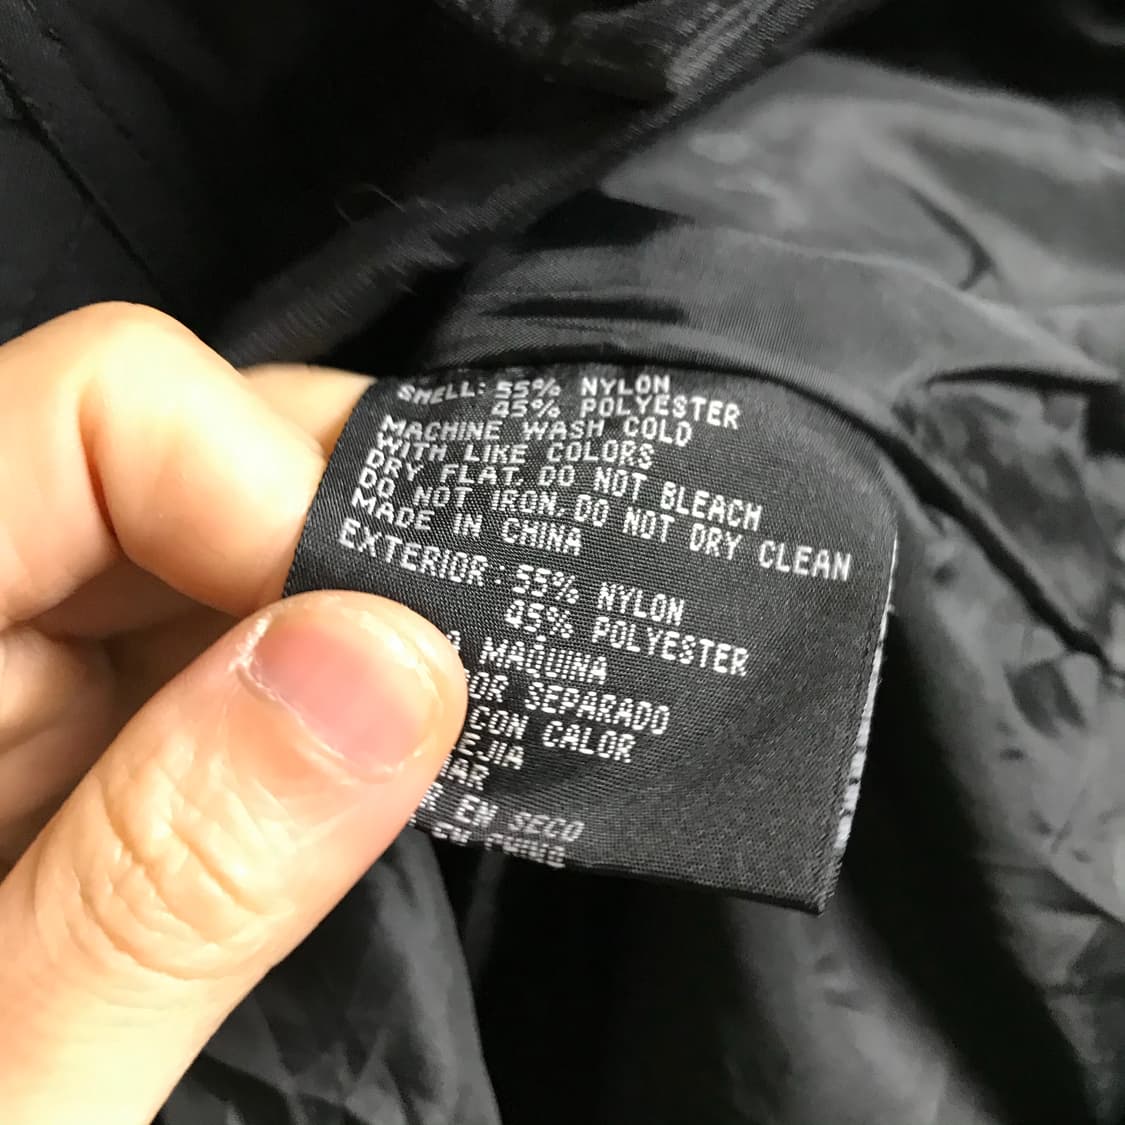 SHELL: 55% NYLON
45% POLYESTER
MACHINE WASH COLD
WITH LIKE COLORS
DRY FLAT. DO NOT BLEACH
DO NOT IRON. DO NOT DRY CLEAN
MADE IN CHINA
EXTERIOR: 55% NYLON
45% POLYESTER
MAQUINA
SEPARADO
CON CALOR
EN SECO